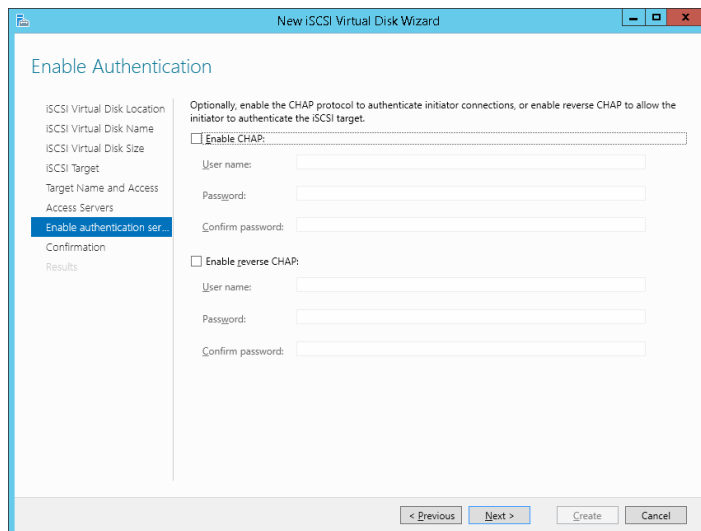 New iSCSI Virtual Disk Wizard
Enable Authentication
iSCSI Virtual Disk Location
iSCSI Virtual Disk Name
iSCSI Virtual Disk Size
iSCSI Target
Target Name and Access
Access Servers
Enable authentication ser...
Confirmation
Results
Optionally, enable the CHAP protocol to authenticate initiator connections, or enable reverse CHAP to allow the
initiator to authenticate the iSCSI target.
Enable CHAP:
User name:
Password:
Confirm password:
Enable reverse CHAP:
User name:
Password:
Confirm password:
< Previous
Next >
Create
Cancel